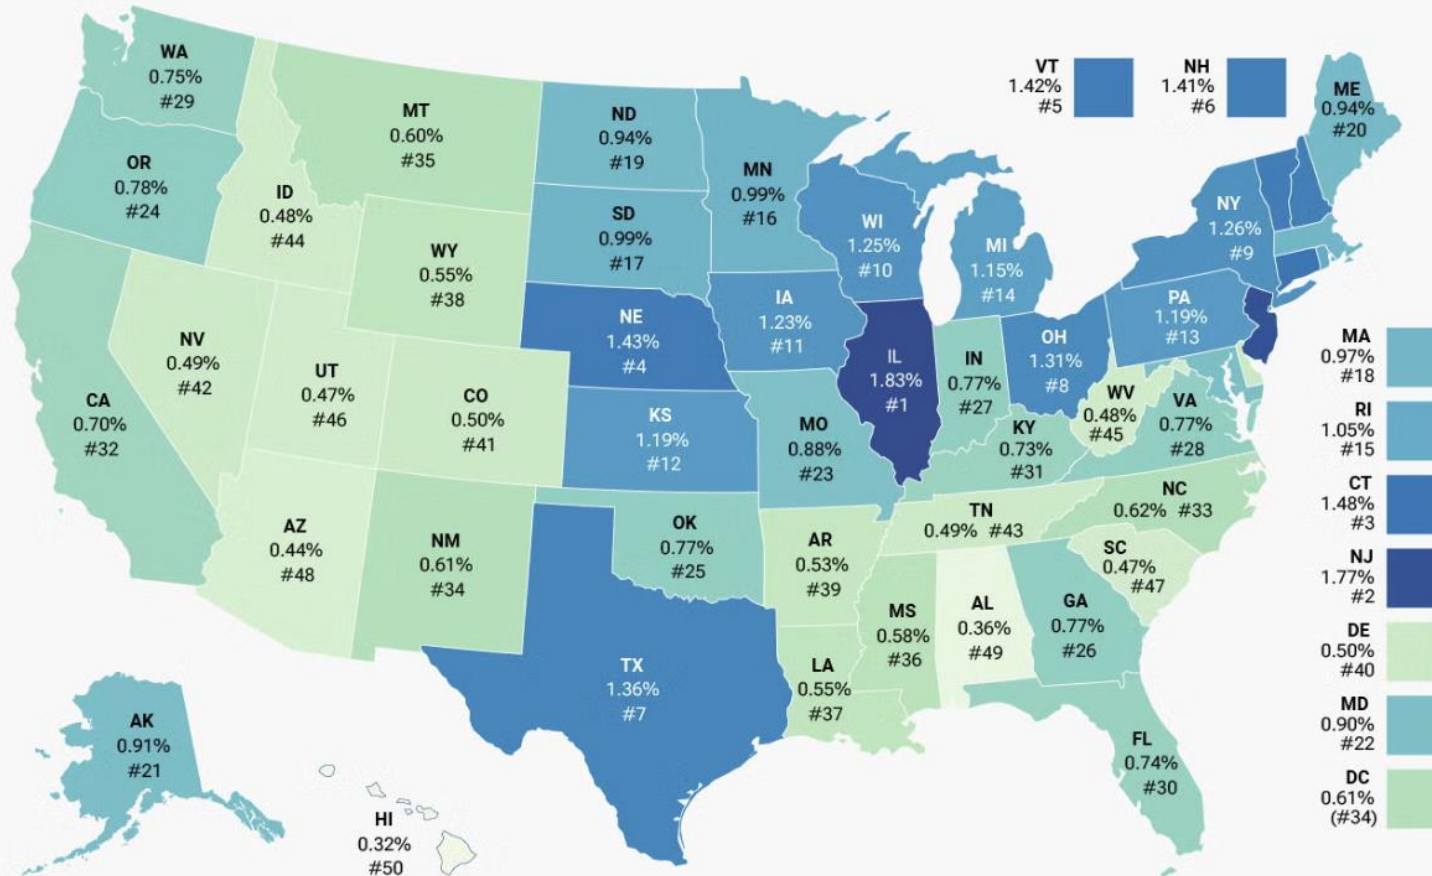 WA
0.75%
#29
OR
0.78%
#24
CA
0.70%
#32
NV
0.49%
#42
ID
0.48%
#44
MT
0.60%
#35
WY
0.55%
#38
UT
0.47%
#46
CO
0.50%
#41
AZ
0.44%
#48
NM
0.61%
#34
ND
0.94%
#19
SD
0.99%
#17
NE
1.43%
#4
KS
1.19%
#12
OK
0.77%
#25
TX
1.36%
#7
MN
0.99%
#16
IA
1.23%
#11
MO
0.88%
#23
AR
0.53%
#39
LA
0.55%
#37
WI
1.25%
#10
IL
1.83%
#1
MI
1.15%
#14
IN
0.77%
#27
OH
1.31%
#8
KY
0.73%
#31
TN
0.49% #43
MS
0.58%
#36
AL
0.36%
#49
GA
0.77%
#26
FL
0.74%
#30
SC
0.47%
#47
NC
0.62% #33
VA
0.77%
#28
WV
0.48%
#45
PA
1.19%
#13
NY
1.26%
#9
VT
1.42%
#5
NH
1.41%
#6
ME
0.94%
#20
MA
0.97%
#18
RI
1.05%
#15
CT
1.48%
#3
NJ
1.77%
#2
DE
0.50%
#40
MD
0.90%
#22
DC
0.61%
(#34)
AK
0.91%
#21
HI
0.32%
#50